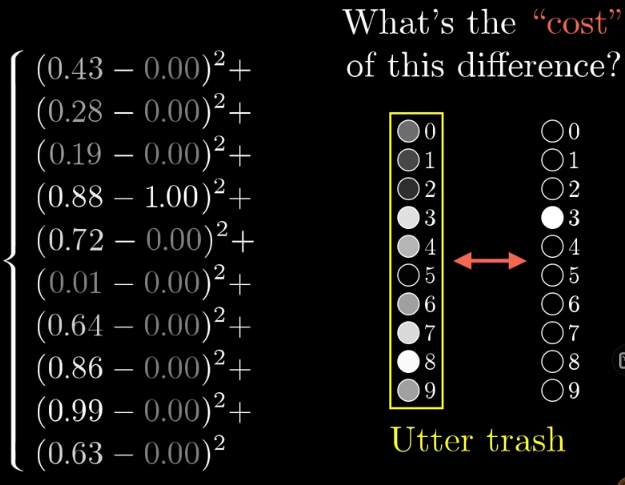 What's the “cost”
of this difference?
(0.43 − 0.00)²+
(0.28 − 0.00)²+
(0.19 − 0.00)²+
(0.88 − 1.00)²+
(0.72 − 0.00)²+
(0.01 − 0.00)²+
(0.64 − 0.00)²+
(0.86 − 0.00)²+
(0.99 − 0.00)²+
(0.63 − 0.00)²
0
1
2
3
4
5
6
7
8
9
0
1
2
3
4
5
6
7
8
9
Utter trash